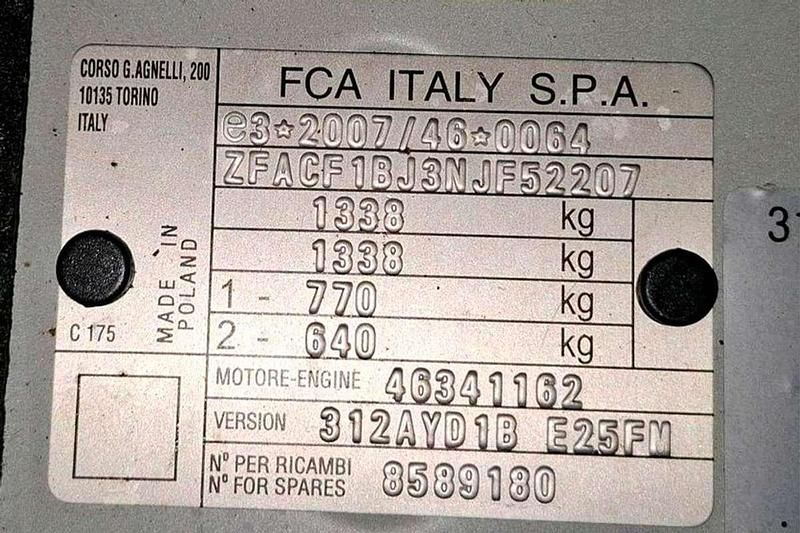 CORSO G.AGNELLI, 200
10135 TORINO
ITALY
FCA ITALY S.P.A.
e3*2007/46*0064
ZFACF1BJ3NJF52207
1338 kg
1338 kg
1 - 770 kg
2 - 640 kg
MADE IN
POLAND
C 175
MOTORE-ENGINE 46341162
VERSION 312AYD1B E25FM
Nº PER RICAMBI
Nº FOR SPARES 8589180